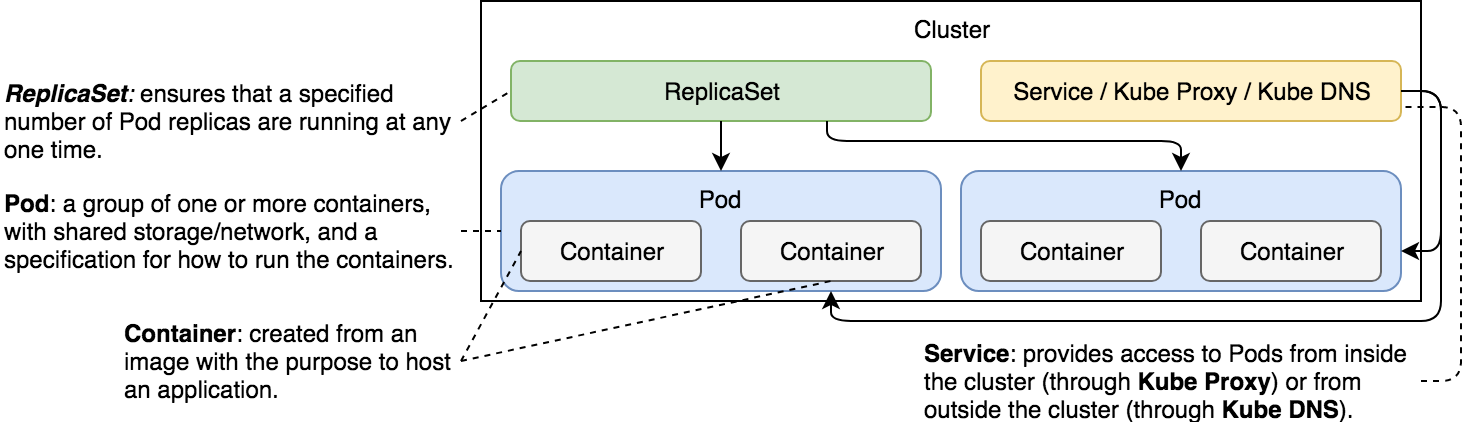 Cluster
ReplicaSet
Service / Kube Proxy / Kube DNS
ReplicaSet: ensures that a specified
number of Pod replicas are running at any
one time.
Pod
Pod
Pod: a group of one or more containers,
with shared storage/network, and a
specification for how to run the containers.
Container
Container
Container
Container
Container: created from an
image with the purpose to host
an application.
Service: provides access to Pods from inside
the cluster (through Kube Proxy) or from
outside the cluster (through Kube DNS).